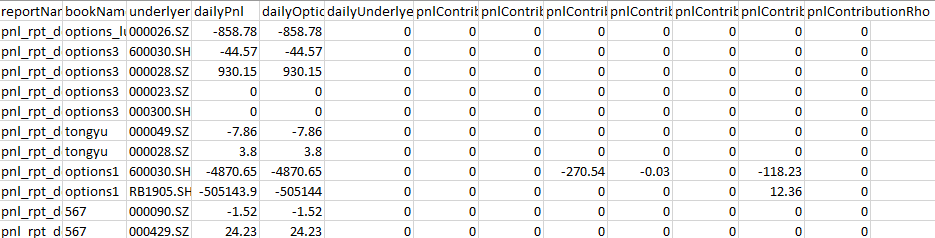 reportNar bookNam underlyer dailyPnl dailyOptic dailyUnderlye pnlContrib pnlContrib pnlContrib pnlContrib pnlContrib pnlContrib pnlContributionRho
pnl_rpt_d options_lu 000026.SZ -858.78 -858.78 0 0 0 0 0 0 0 0
pnl_rpt_d options3 600030.SH -44.57 -44.57 0 0 0 0 0 0 0 0
pnl_rpt_d options3 000028.SZ 930.15 930.15 0 0 0 0 0 0 0 0
pnl_rpt_d options3 000023.SZ 0 0 0 0 0 0 0 0 0 0
pnl_rpt_d options3 000300.SH 0 0 0 0 0 0 0 0 0 0
pnl_rpt_d tongyu 000049.SZ -7.86 -7.86 0 0 0 0 0 0 0 0
pnl_rpt_d tongyu 000028.SZ 3.8 3.8 0 0 0 0 0 0 0 0
pnl_rpt_d options1 600030.SH -4870.65 -4870.65 0 0 0 -270.54 -0.03 0 -118.23 0
pnl_rpt_d options1 RB1905.SH -505143.9 -505144 0 0 0 0 0 0 12.36 0
pnl_rpt_d 567 000090.SZ -1.52 -1.52 0 0 0 0 0 0 0 0
pnl_rpt_d 567 000429.SZ 24.23 24.23 0 0 0 0 0 0 0 0